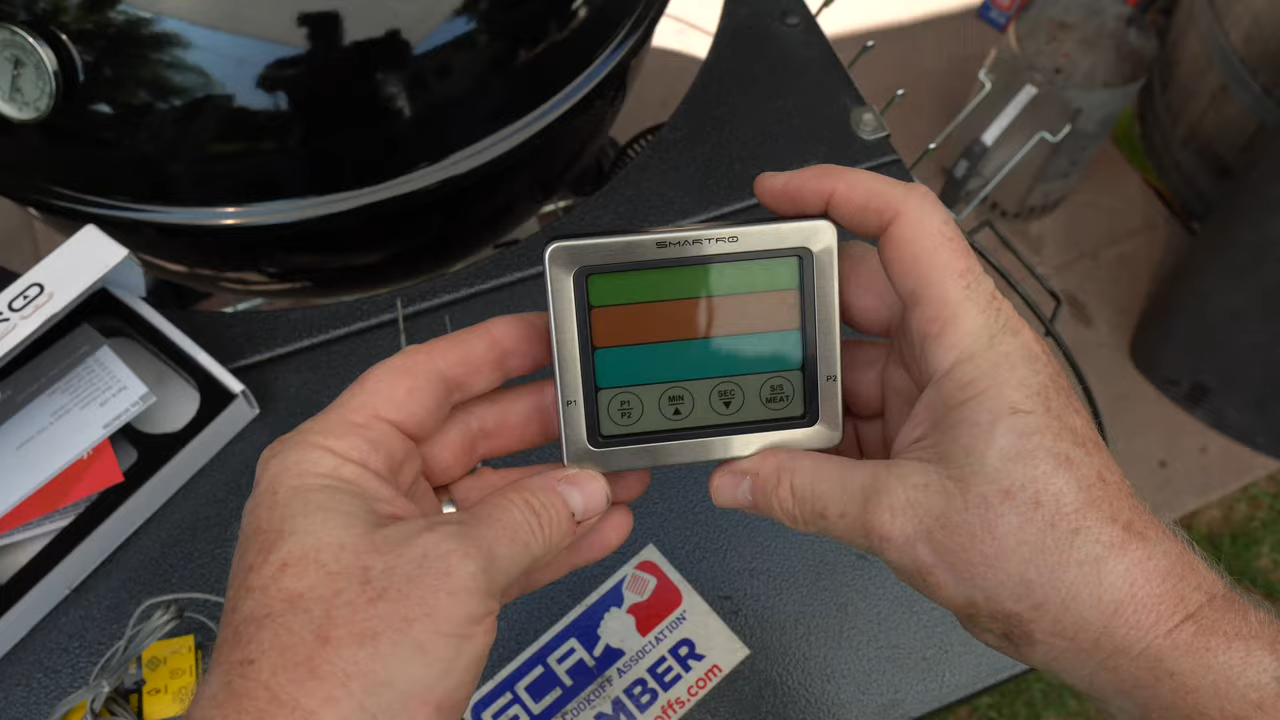 SMARTRO
P1
P2
P1
P2
MIN
SEC
S/S
MEAT
SCA
COOKOFF ASSOCIATION
MBER
offs.com